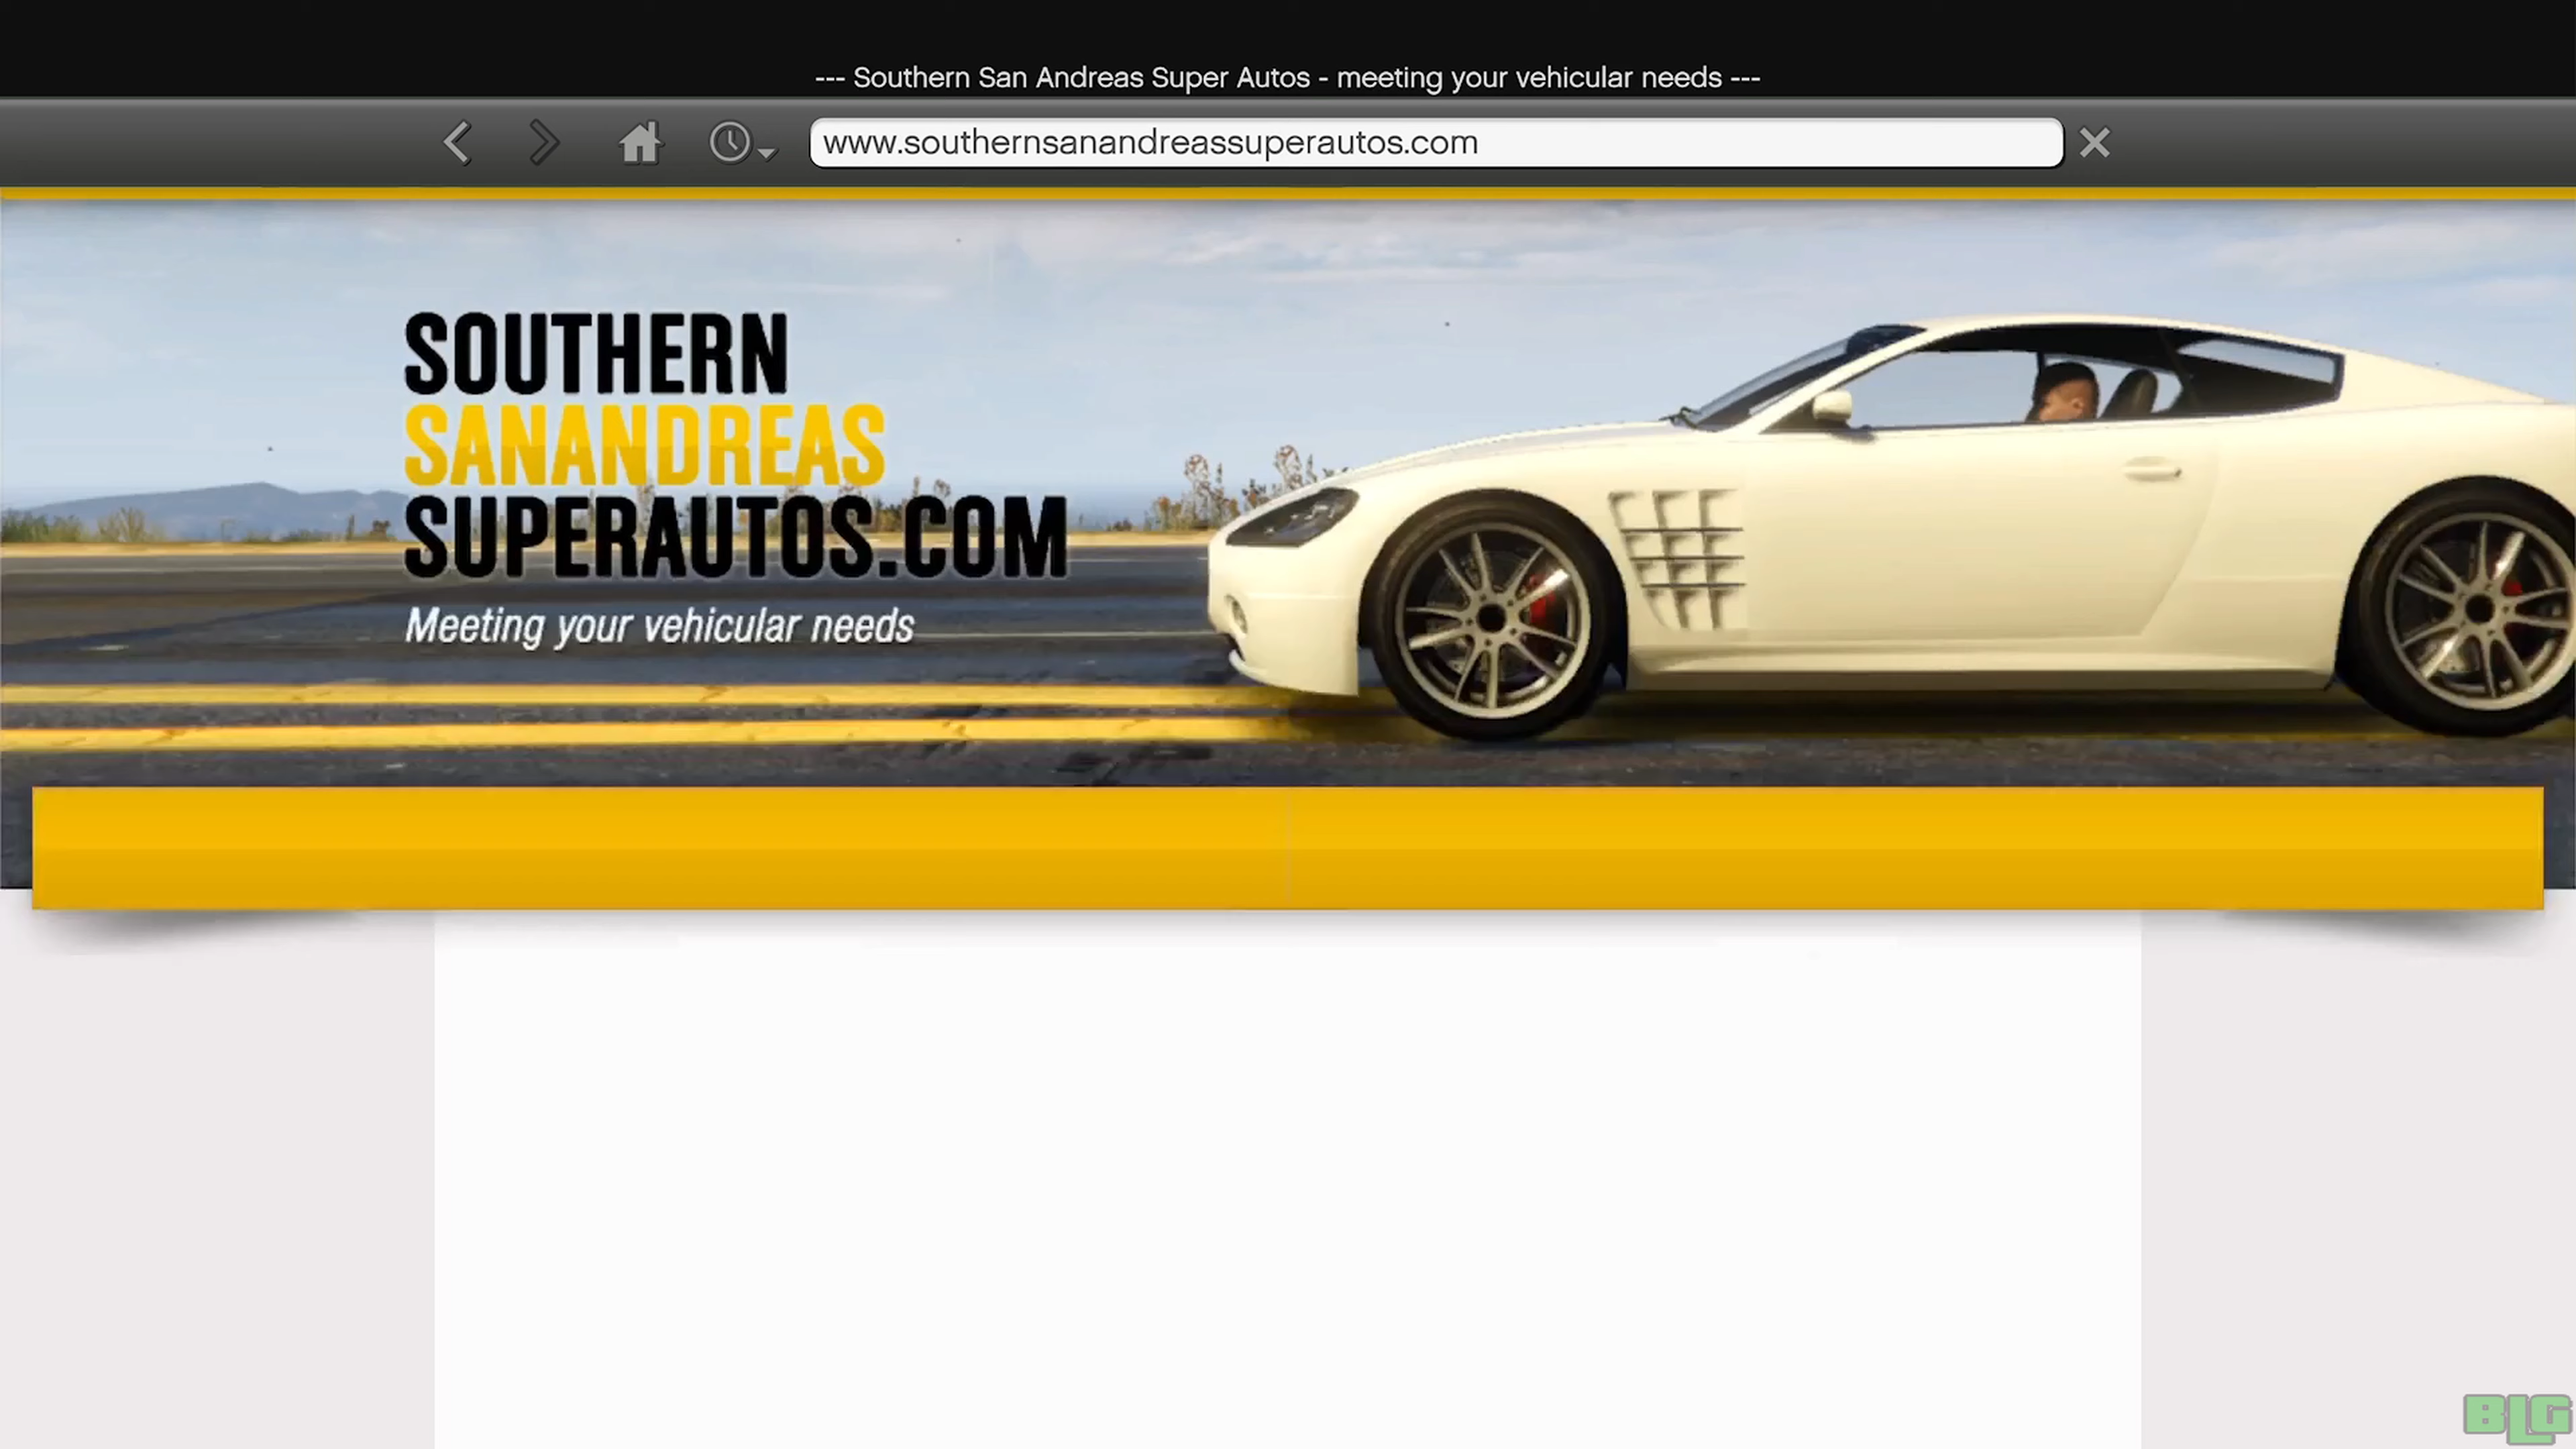 --- Southern San Andreas Super Autos - meeting your vehicular needs ---
www.southernsanandreassuperautos.com
SOUTHERN
SANANDREAS
SUPERAUTOS.COM
Meeting your vehicular needs
BLG